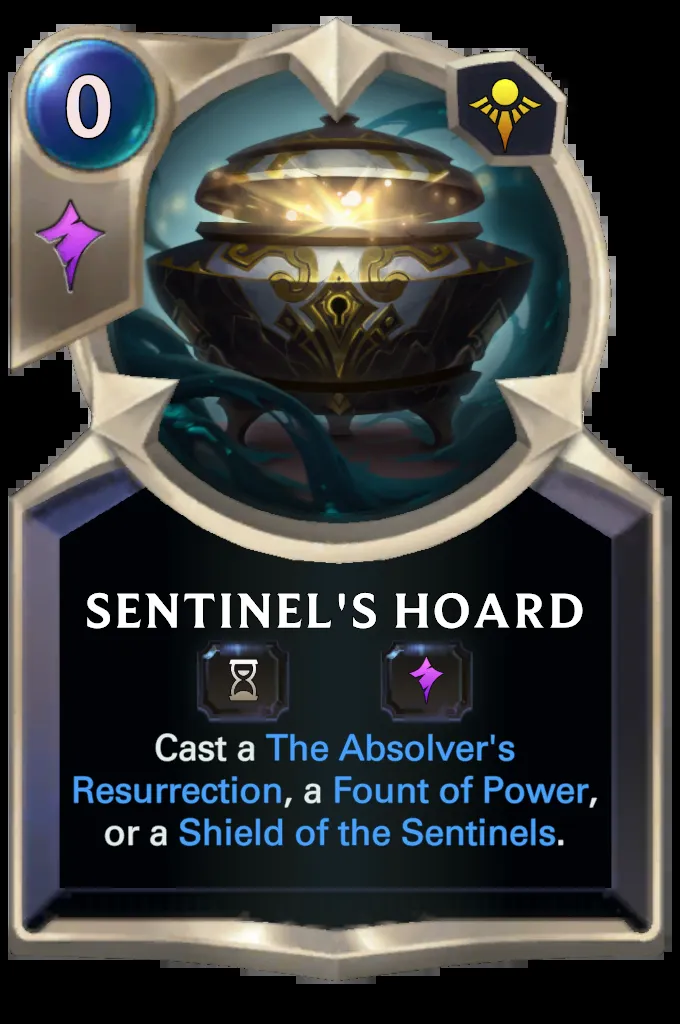 0
SENTINEL'S HOARD
Cast a The Absolver's
Resurrection, a Fount of Power,
or a Shield of the Sentinels.